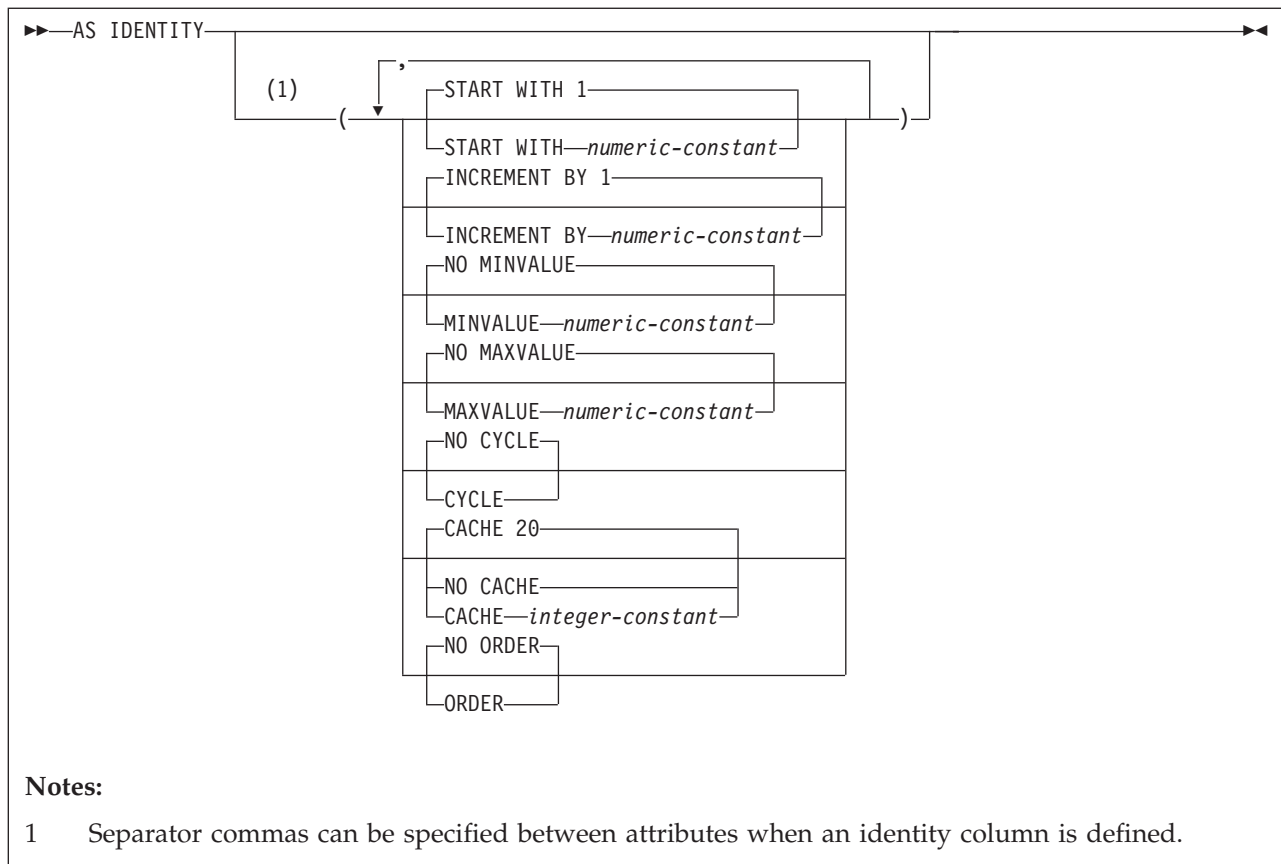 AS IDENTITY
,
(1)
START WITH 1
( )
START WITH numeric-constant
INCREMENT BY 1
INCREMENT BY numeric-constant
NO MINVALUE
MINVALUE numeric-constant
NO MAXVALUE
MAXVALUE numeric-constant
NO CYCLE
CYCLE
CACHE 20
NO CACHE
CACHE integer-constant
NO ORDER
ORDER
Notes:
1 Separator commas can be specified between attributes when an identity column is defined.